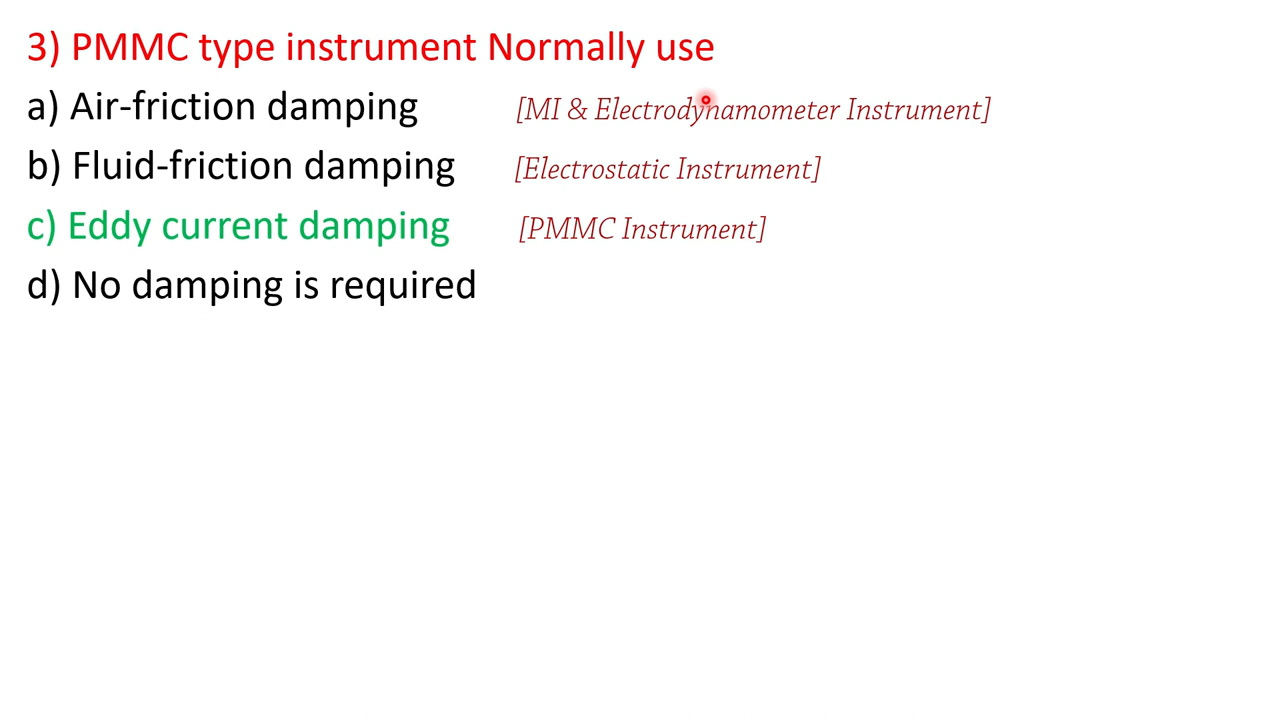 3) PMMC type instrument Normally use
a) Air-friction damping [MI & Electrodynamometer Instrument]
b) Fluid-friction damping [Electrostatic Instrument]
c) Eddy current damping [PMMC Instrument]
d) No damping is required